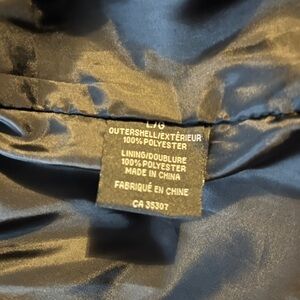 L/G
OUTERSHELL/EXTÉRIEUR
100% POLYESTER
LINING/DOUBLURE
100% POLYESTER
MADE IN CHINA
FABRIQUÉ EN CHINE
CA 35307